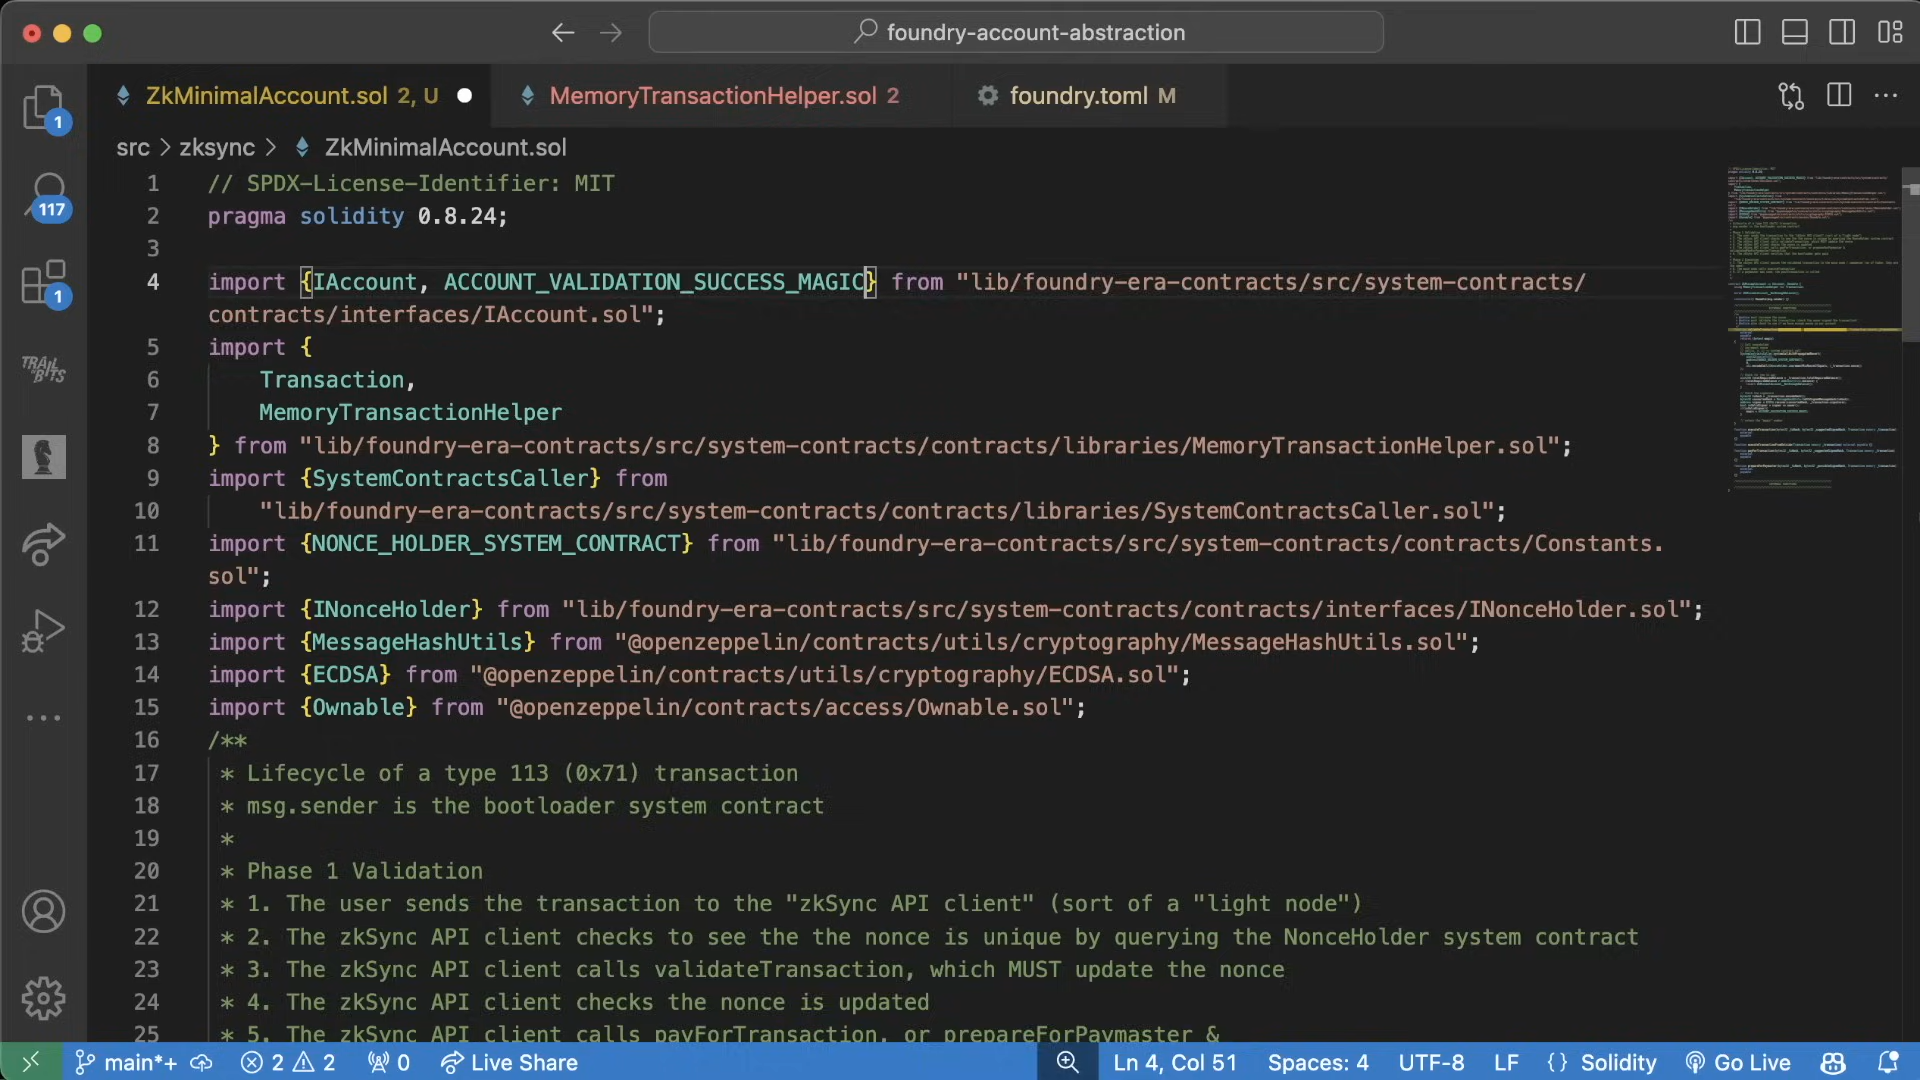 foundry-account-abstraction
ZkMinimalAccount.sol 2, U
MemoryTransactionHelper.sol 2
foundry.toml M
src > zksync > ZkMinimalAccount.sol
1
117
1
TRAIL OF BITS
1 // SPDX-License-Identifier: MIT
2 pragma solidity 0.8.24;
3
4 import {IAccount, ACCOUNT_VALIDATION_SUCCESS_MAGIC} from "lib/foundry-era-contracts/src/system-contracts/
contracts/interfaces/IAccount.sol";
5 import {
6 Transaction,
7 MemoryTransactionHelper
8 } from "lib/foundry-era-contracts/src/system-contracts/contracts/libraries/MemoryTransactionHelper.sol";
9 import {SystemContractsCaller} from
10 "lib/foundry-era-contracts/src/system-contracts/contracts/libraries/SystemContractsCaller.sol";
11 import {NONCE_HOLDER_SYSTEM_CONTRACT} from "lib/foundry-era-contracts/src/system-contracts/contracts/Constants.
sol";
12 import {INonceHolder} from "lib/foundry-era-contracts/src/system-contracts/contracts/interfaces/INonceHolder.sol";
13 import {MessageHashUtils} from "@openzeppelin/contracts/utils/cryptography/MessageHashUtils.sol";
14 import {ECDSA} from "@openzeppelin/contracts/utils/cryptography/ECDSA.sol";
15 import {Ownable} from "@openzeppelin/contracts/access/Ownable.sol";
16 /**
17 * Lifecycle of a type 113 (0x71) transaction
18 * msg.sender is the bootloader system contract
19 *
20 * Phase 1 Validation
21 * 1. The user sends the transaction to the "zkSync API client" (sort of a "light node")
22 * 2. The zkSync API client checks to see the the nonce is unique by querying the NonceHolder system contract
23 * 3. The zkSync API client calls validateTransaction, which MUST update the nonce
24 * 4. The zkSync API client checks the nonce is updated
25 * 5. The zkSync API client calls payForTransaction, or prepareForPaymaster &
main*+ 2 2 0 Live Share Ln 4, Col 51 Spaces: 4 UTF-8 LF {} Solidity Go Live